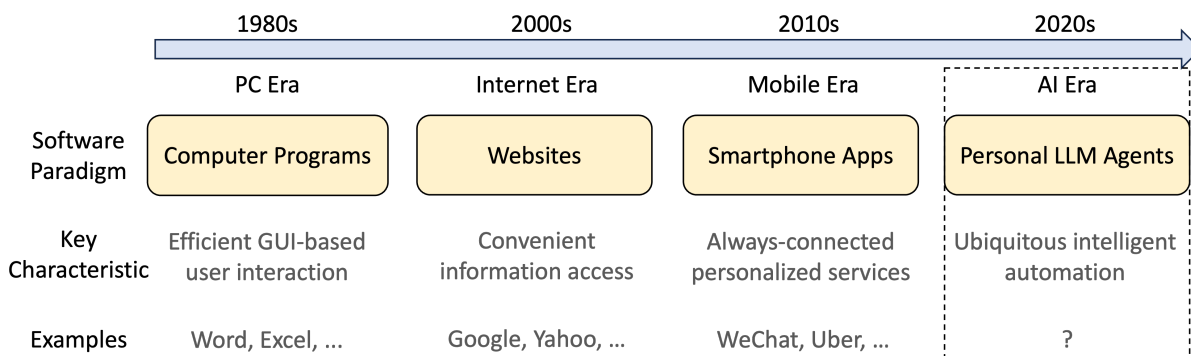 1980s 2000s 2010s 2020s
PC Era Internet Era Mobile Era AI Era
Software
Paradigm
Computer Programs Websites Smartphone Apps Personal LLM Agents
Key
Characteristic
Efficient GUI-based
user interaction
Convenient
information access
Always-connected
personalized services
Ubiquitous intelligent
automation
Examples Word, Excel, ... Google, Yahoo, ... WeChat, Uber, ... ?